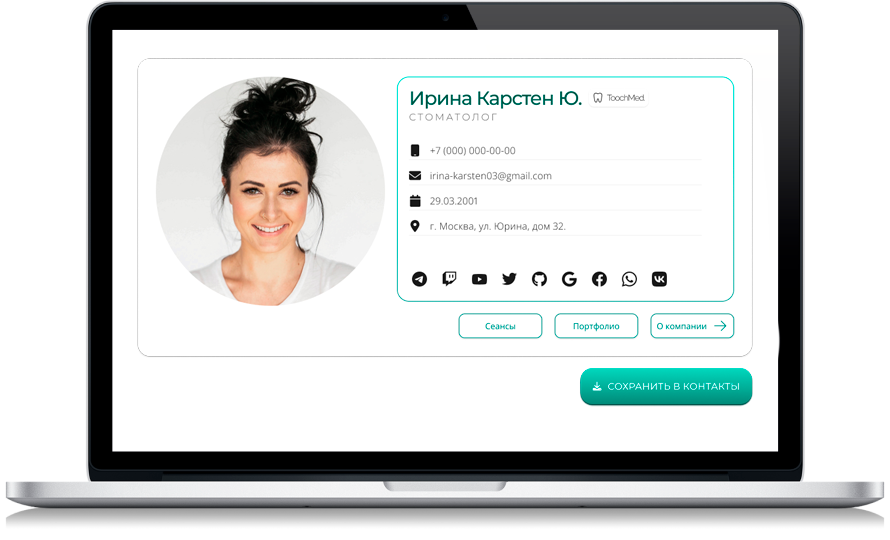 Ирина Карстен Ю.
ToochMed.
СТОМАТОЛОГ
+7 (000) 000-00-00
irina-karsten03@gmail.com
29.03.2001
г. Москва, ул. Юрина, дом 32.
Сеансы
Портфолио
О компании
СОХРАНИТЬ В КОНТАКТЫ